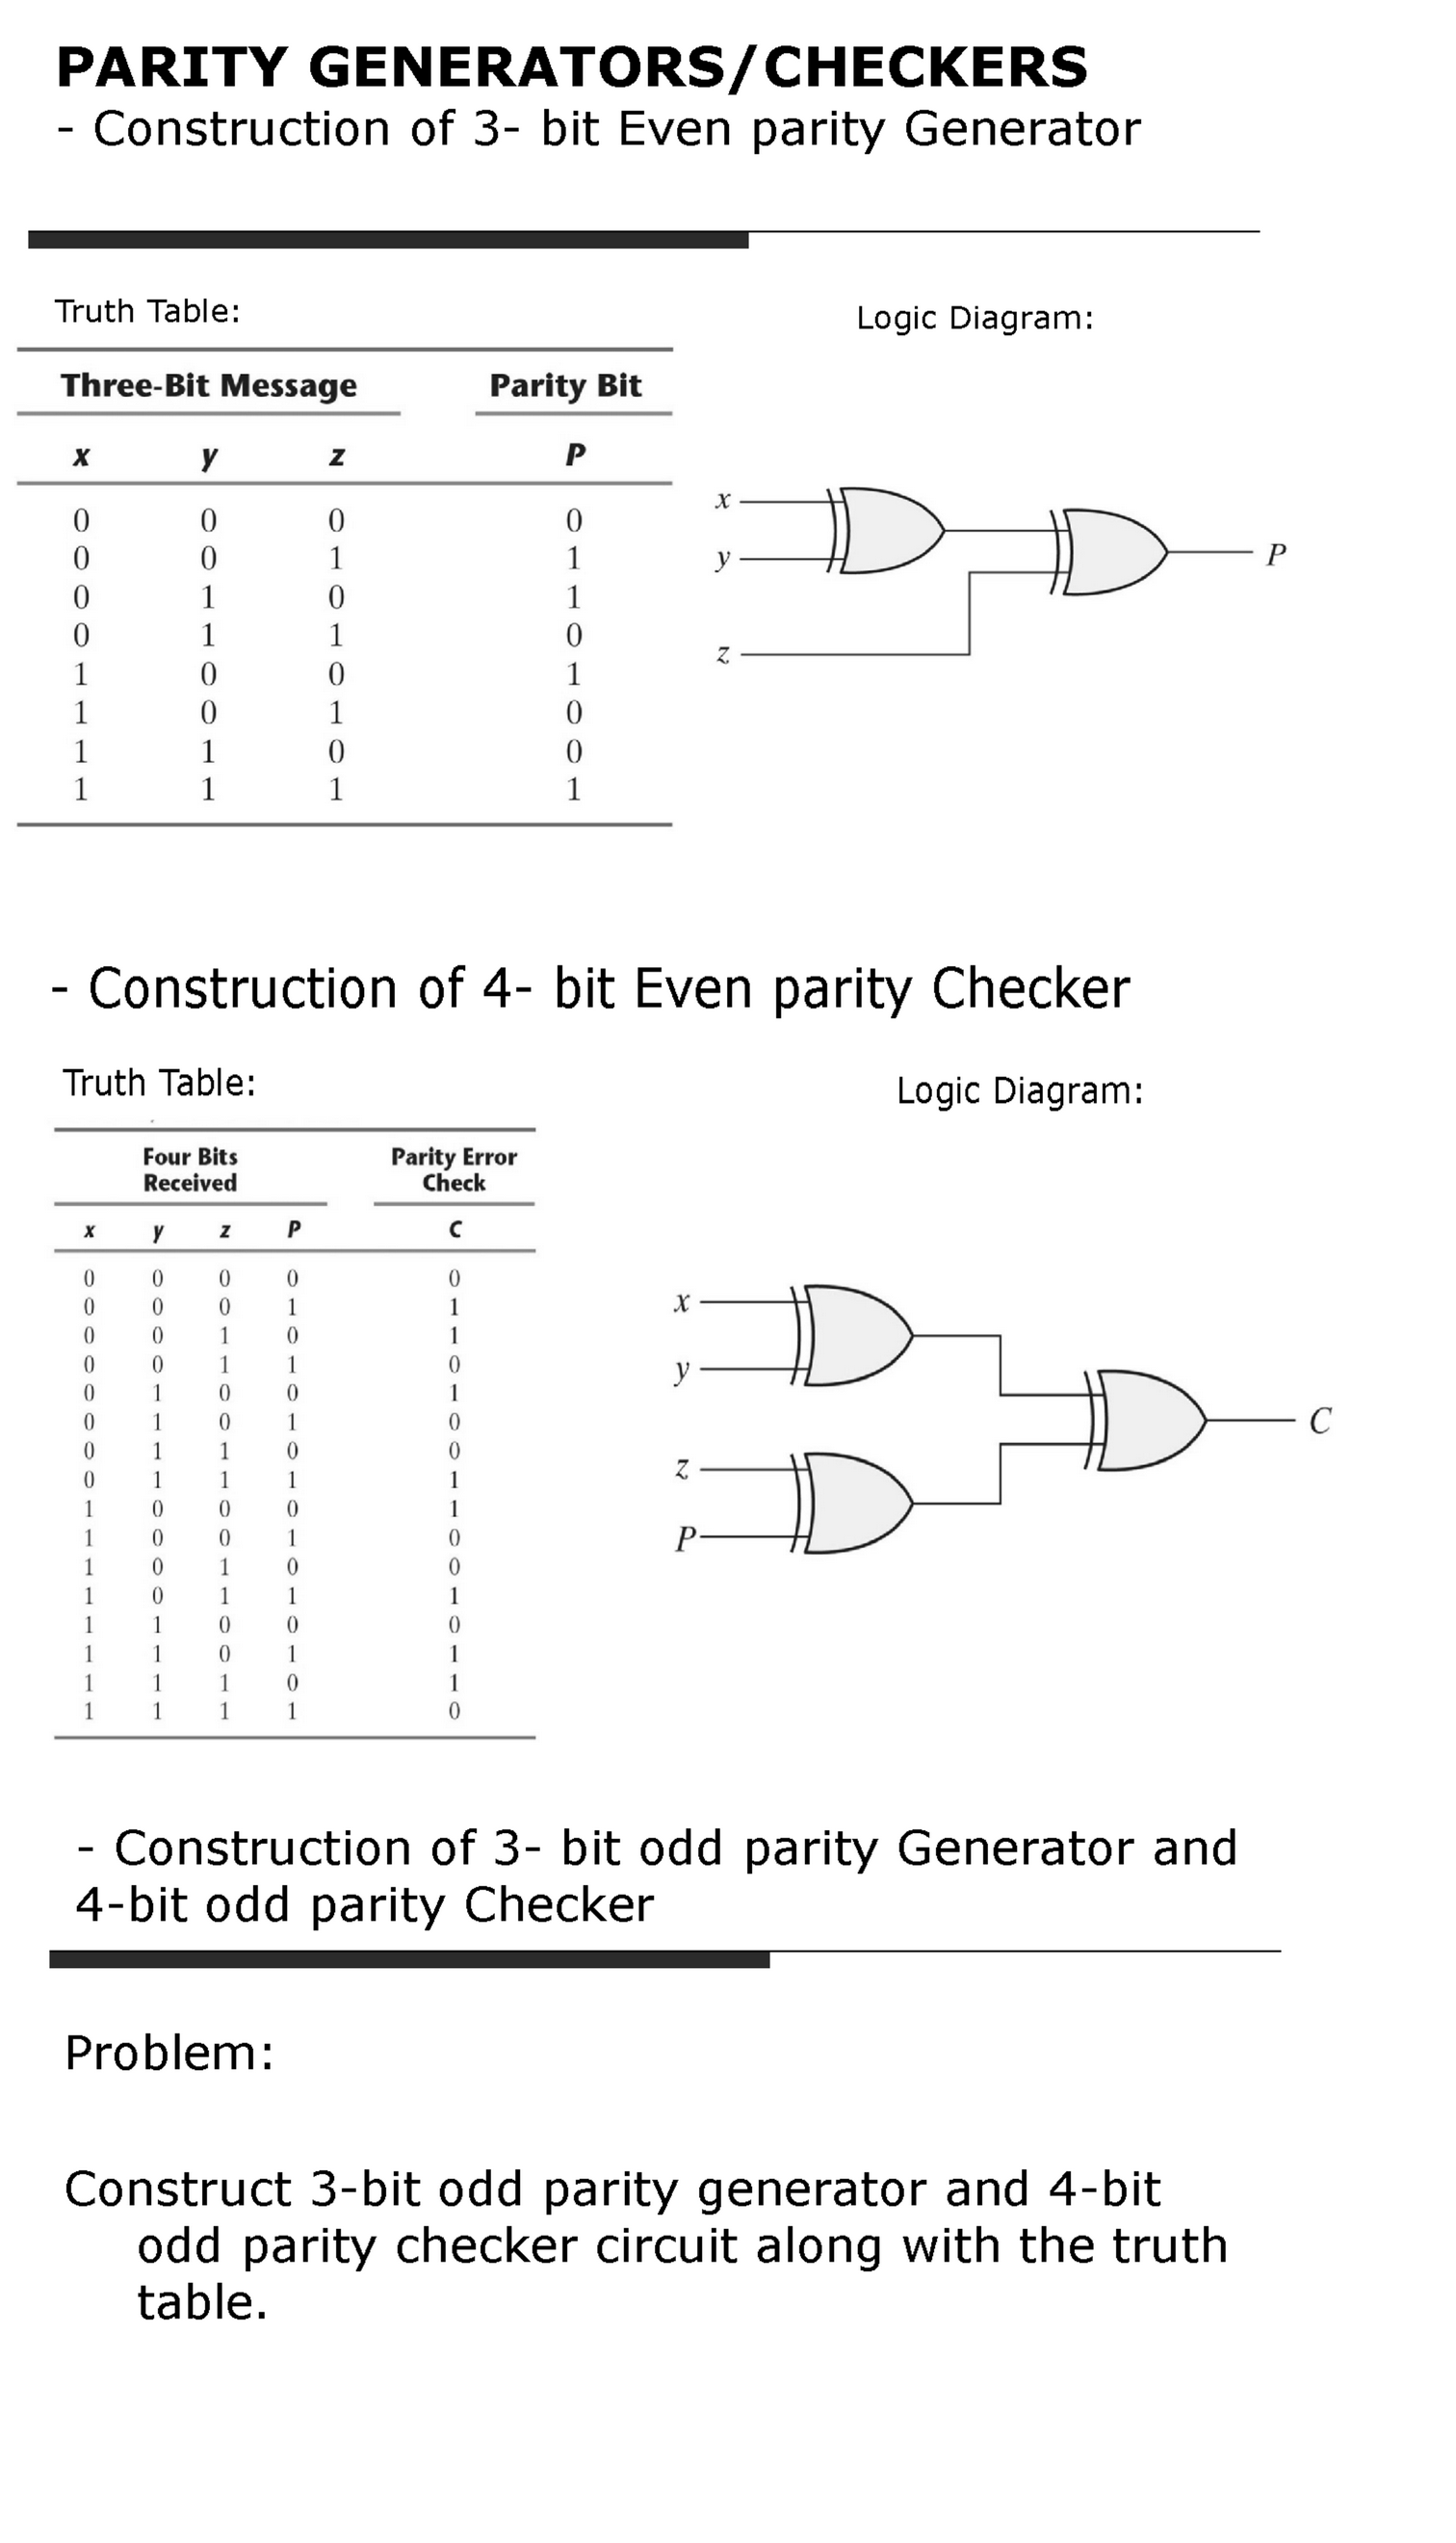 PARITY GENERATORS/CHECKERS
- Construction of 3- bit Even parity Generator
Truth Table:
Logic Diagram:
Three-Bit Message Parity Bit
x y z P
0 0 0 0
0 0 1 1
0 1 0 1
0 1 1 0
1 0 0 1
1 0 1 0
1 1 0 0
1 1 1 1
x
y
z
P
- Construction of 4- bit Even parity Checker
Truth Table:
Logic Diagram:
Four Bits Parity Error
Received Check
x y z P C
0 0 0 0 0
0 0 0 1 1
0 0 1 0 1
0 0 1 1 0
0 1 0 0 1
0 1 0 1 0
0 1 1 0 0
0 1 1 1 1
1 0 0 0 1
1 0 0 1 0
1 0 1 0 0
1 0 1 1 1
1 1 0 0 0
1 1 0 1 1
1 1 1 0 1
1 1 1 1 0
x
y
z
P
C
- Construction of 3- bit odd parity Generator and
4-bit odd parity Checker
Problem:
Construct 3-bit odd parity generator and 4-bit
odd parity checker circuit along with the truth
table.